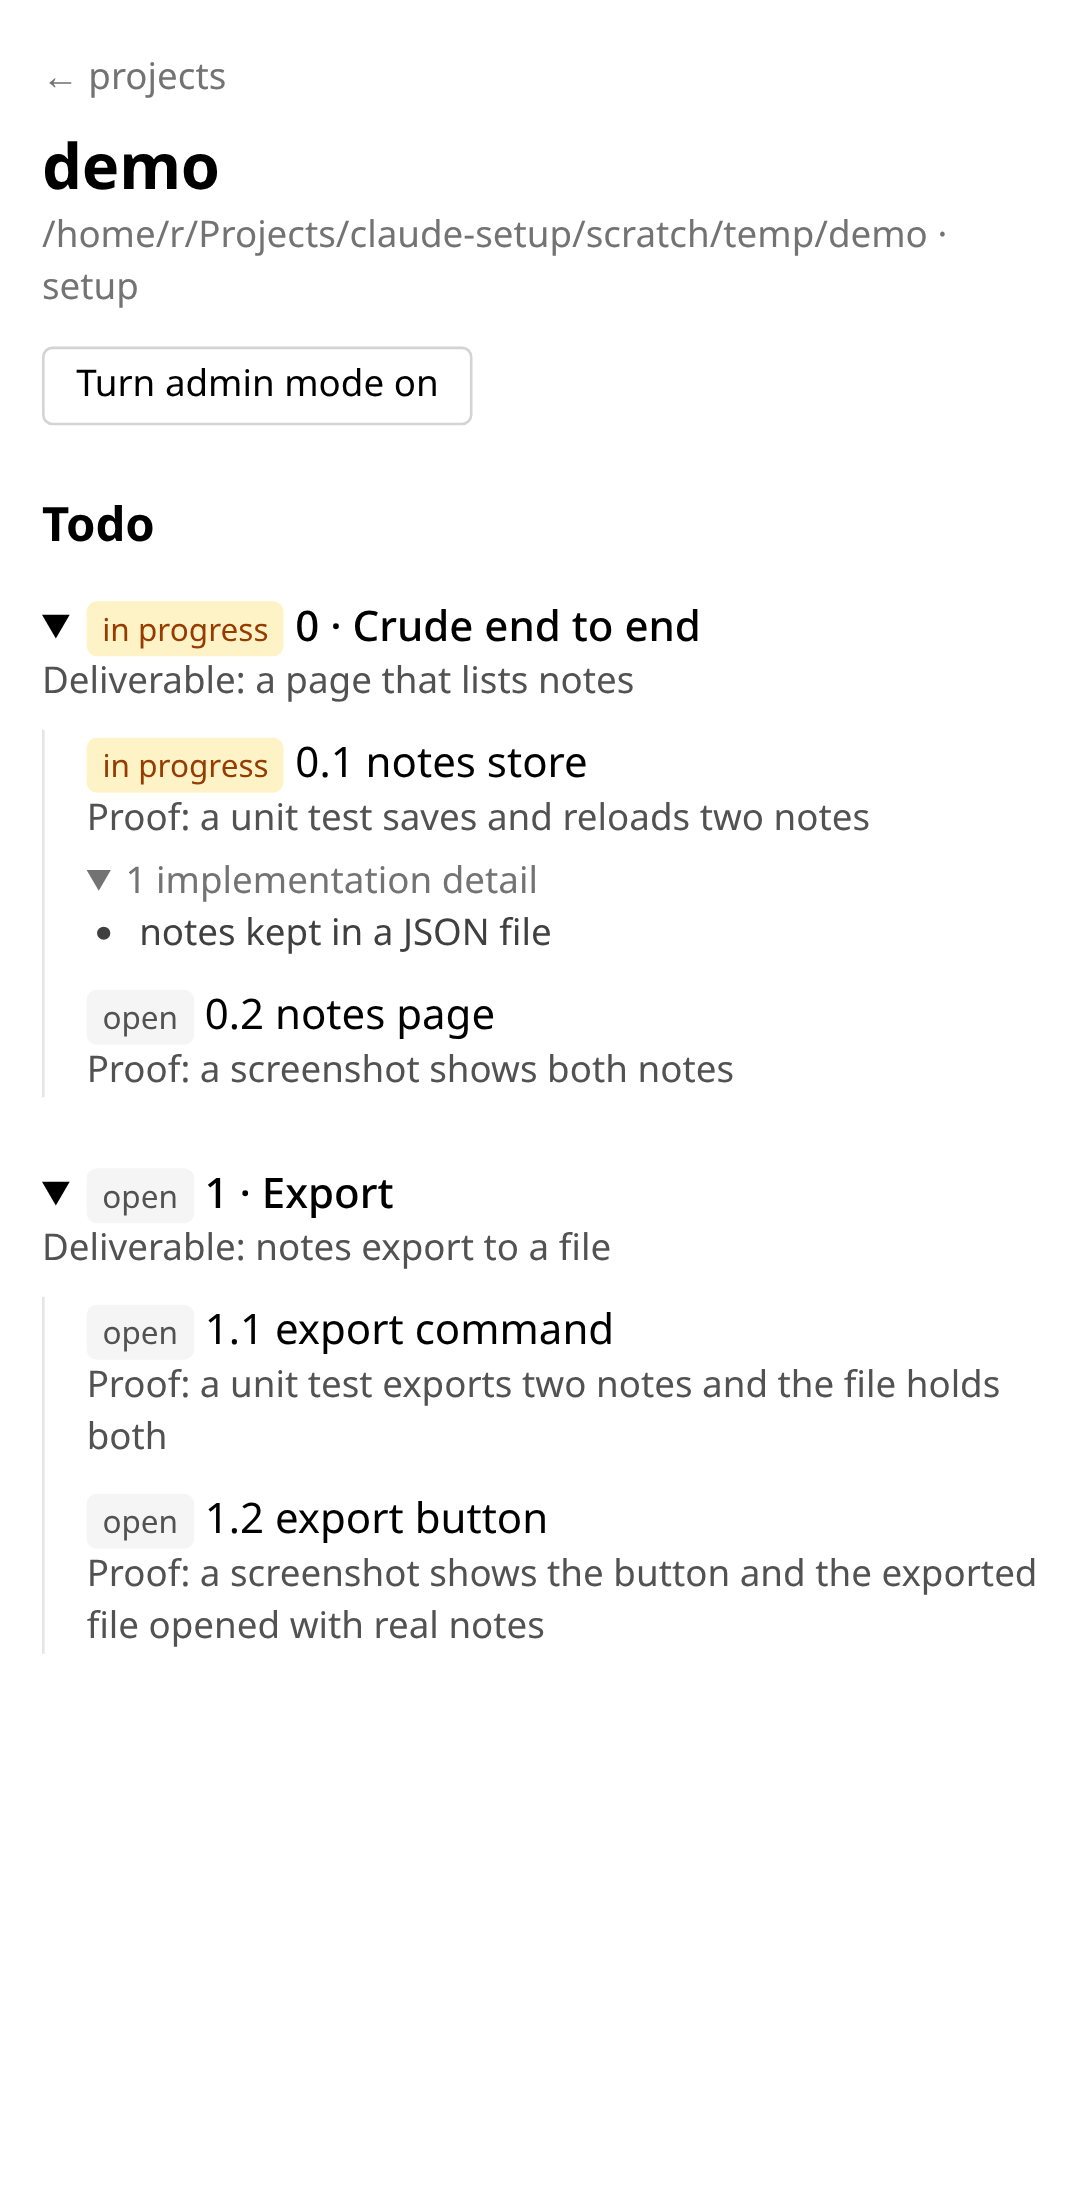 ← projects
demo
/home/r/Projects/claude-setup/scratch/temp/demo ·
setup
Turn admin mode on
Todo
▼ in progress 0 · Crude end to end
Deliverable: a page that lists notes
in progress 0.1 notes store
Proof: a unit test saves and reloads two notes
▼ 1 implementation detail
• notes kept in a JSON file
open 0.2 notes page
Proof: a screenshot shows both notes
▼ open 1 · Export
Deliverable: notes export to a file
open 1.1 export command
Proof: a unit test exports two notes and the file holds
both
open 1.2 export button
Proof: a screenshot shows the button and the exported
file opened with real notes